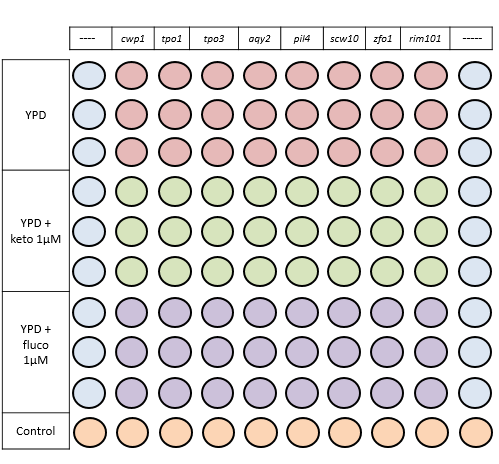 ---- cwp1 tpo1 tpo3 aqy2 pil4 scw10 zfo1 rim101 -----
YPD
YPD +
keto 1µM
YPD +
fluco
1µM
Control